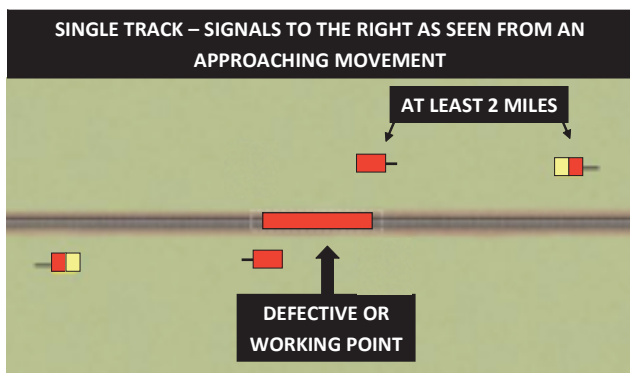 SINGLE TRACK – SIGNALS TO THE RIGHT AS SEEN FROM AN
APPROACHING MOVEMENT
AT LEAST 2 MILES
DEFECTIVE OR
WORKING POINT